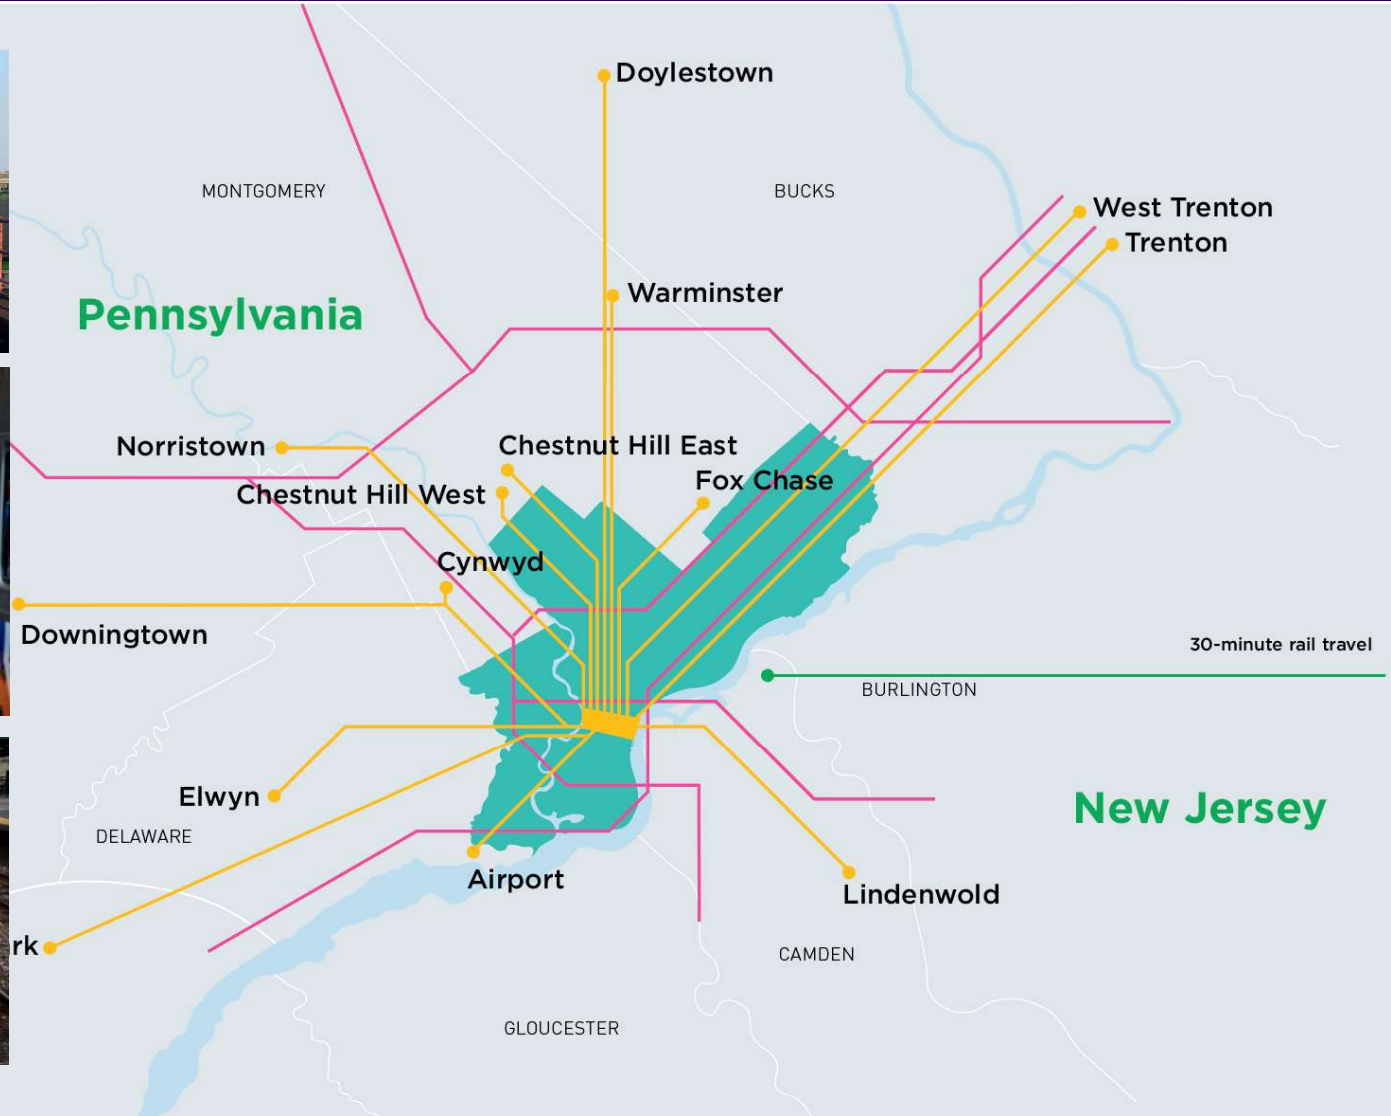 Doylestown
MONTGOMERY
BUCKS
West Trenton
Trenton
Warminster
Pennsylvania
Norristown
Chestnut Hill East
Fox Chase
Chestnut Hill West
Cynwyd
Downingtown
30-minute rail travel
BURLINGTON
Elwyn
New Jersey
DELAWARE
Airport
Lindenwold
rk
CAMDEN
GLOUCESTER